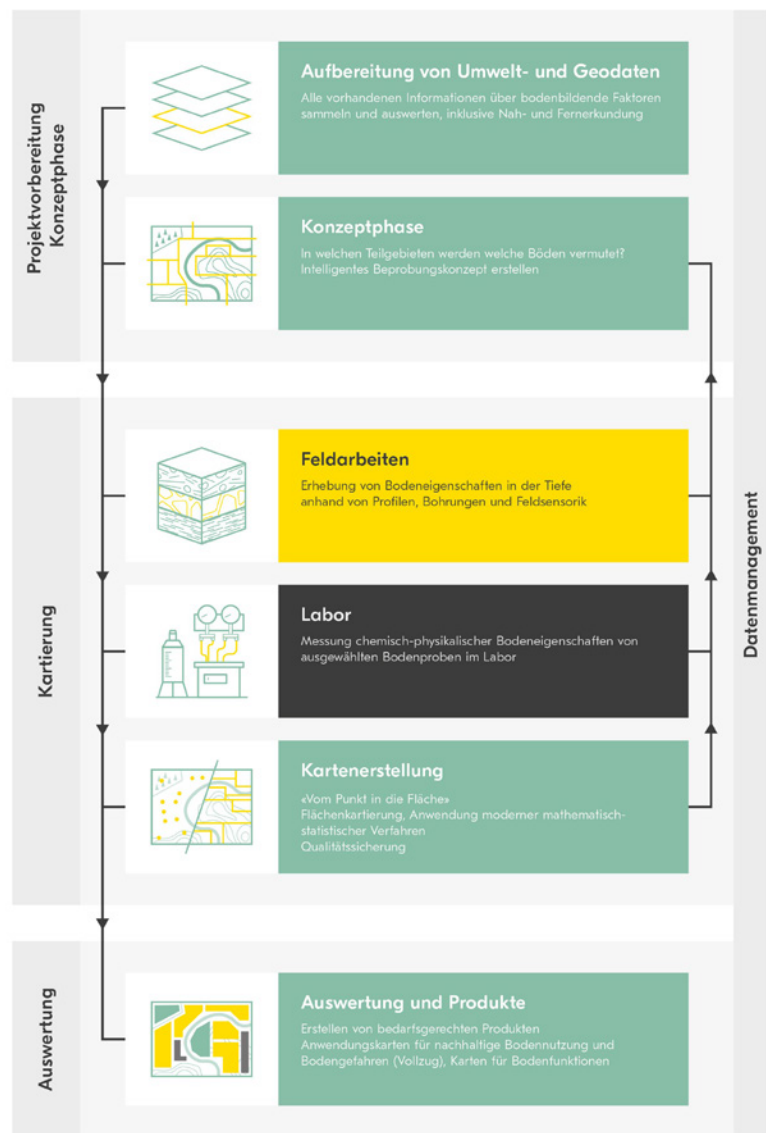 Projektvorbereitung
Konzeptphase
Aufbereitung von Umwelt- und Geodaten
Alle vorhandenen Informationen über bodenbildende Faktoren
sammeln und auswerten, inklusive Nah- und Fernerkundung
Konzeptphase
In welchen Teilgebieten werden welche Böden vermutet?
Intelligentes Beprobungskonzept erstellen
Kartierung
Feldarbeiten
Erhebung von Bodeneigenschaften in der Tiefe
anhand von Profilen, Bohrungen und Feldsensorik
Labor
Messung chemisch-physikalischer Bodeneigenschaften von
ausgewählten Bodenproben im Labor
Kartenerstellung
«Vom Punkt in die Fläche»
Flächenkartierung, Anwendung moderner mathematisch-
statistischer Verfahren
Qualitätssicherung
Auswertung
Auswertung und Produkte
Erstellen von bedarfsgerechten Produkten
Anwendungskarten für nachhaltige Bodennutzung und
Bodengefahren (Vollzug), Karten für Bodenfunktionen
Datenmanagement